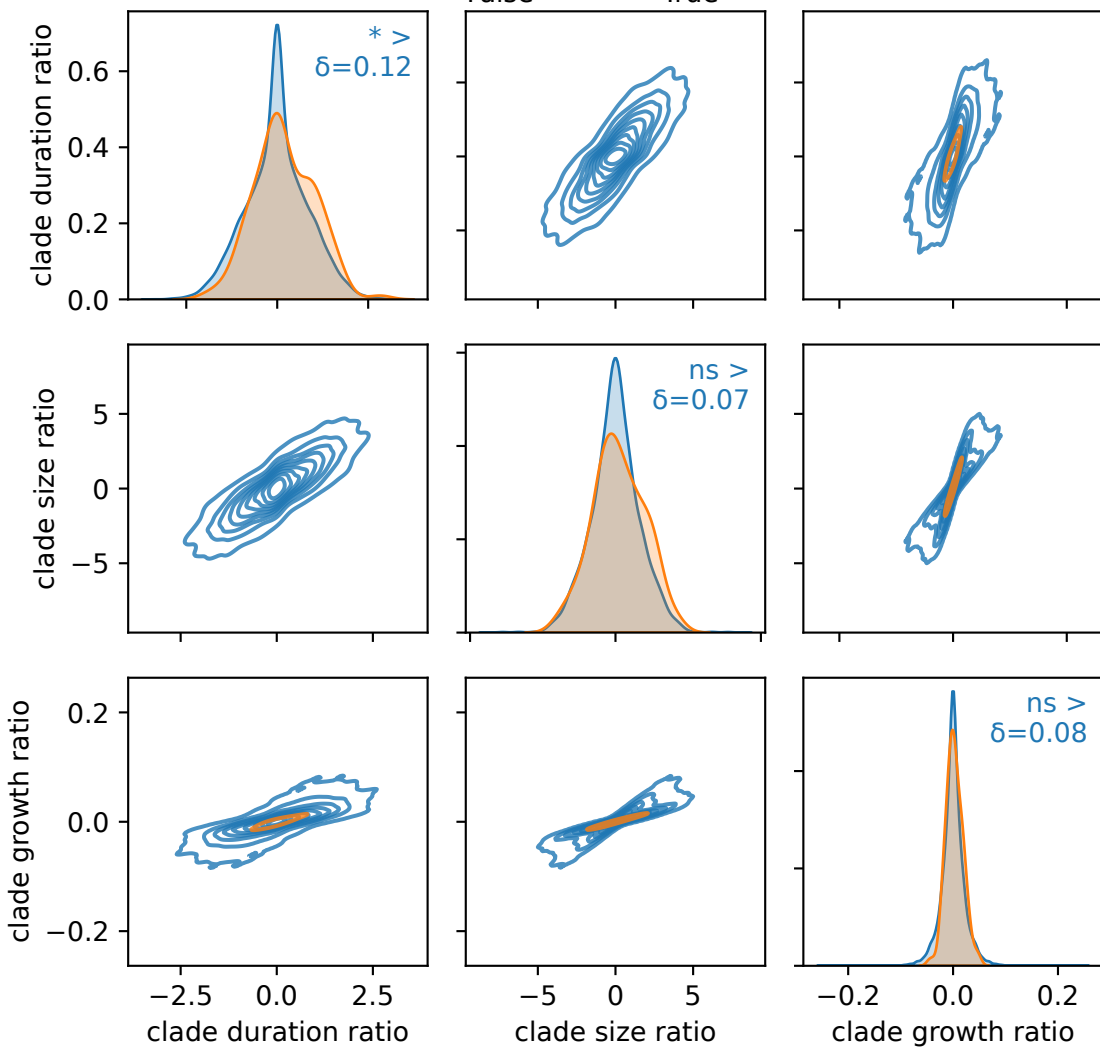 clade duration ratio
0.6
0.4
0.2
0.0
* >
δ=0.12
clade size ratio
5
0
−5
ns >
δ=0.07
clade growth ratio
0.2
0.0
−0.2
ns >
δ=0.08
−2.5 0.0 2.5
−5 0 5
−0.2 0.0 0.2
clade duration ratio
clade size ratio
clade growth ratio